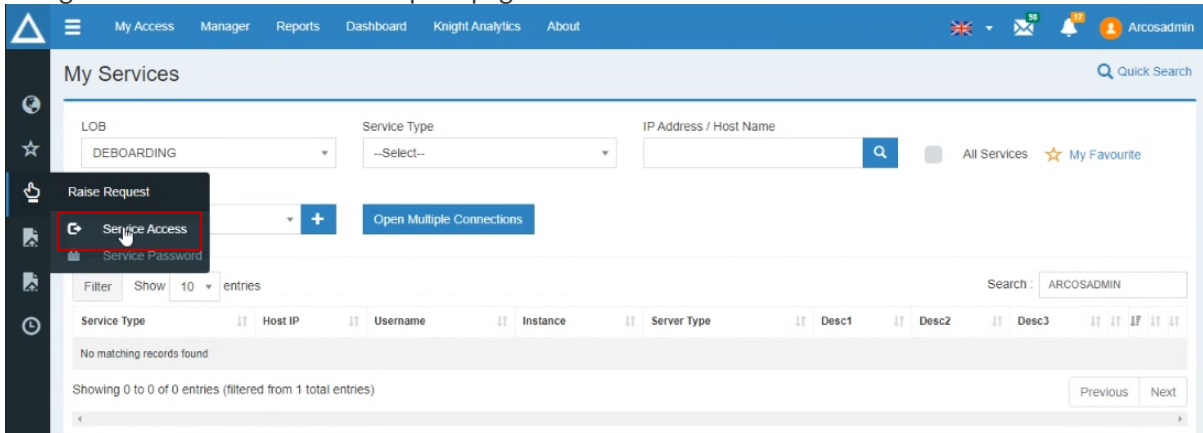 My Access Manager Reports Dashboard Knight Analytics About 98 17 Arcosadmin
My Services Quick Search
LOB Service Type IP Address / Host Name
DEBOARDING --Select-- All Services My Favourite
Raise Request
Service Access + Open Multiple Connections
Service Password
Filter Show 10 entries Search : ARCOSADMIN
Service Type Host IP Username Instance Server Type Desc1 Desc2 Desc3
No matching records found
Showing 0 to 0 of 0 entries (filtered from 1 total entries) Previous Next